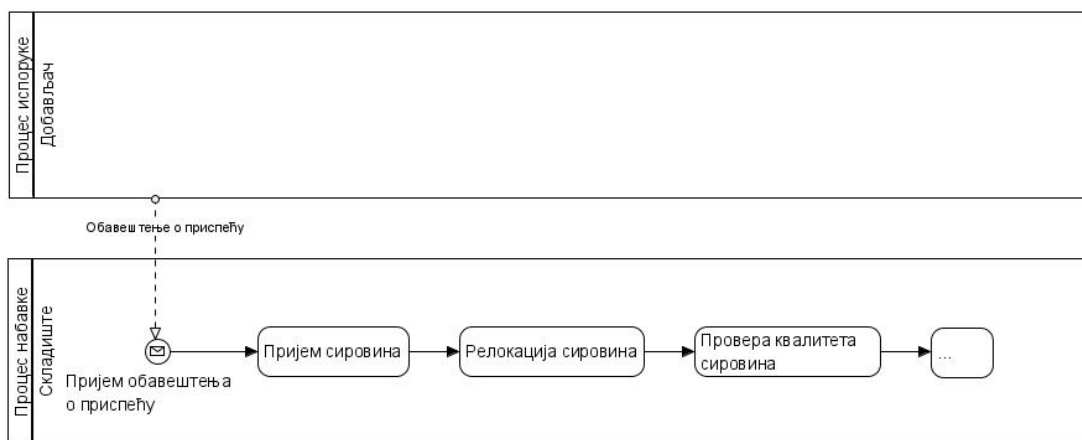 Процес испоруке
Добављач
Обавештење о приспећу
Процес набавке
Складиште
Пријем обавештења
о приспећу
Пријем сировина
Релокација сировина
Провера квалитета
сировина
...